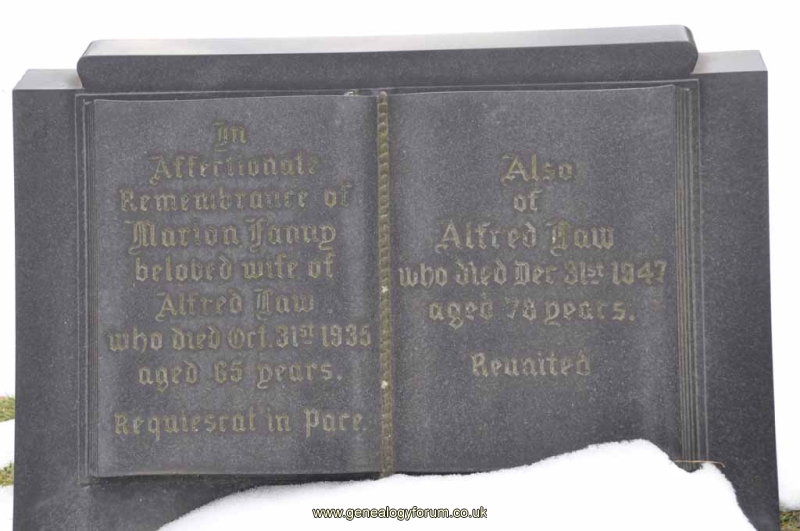 In
Affectionate
Remembrance of
Marion Fanny
beloved wife of
Alfred Law
who died Oct. 31st 1935
aged 65 years.
Requiescat in Pace.
Also
of
Alfred Law
who died Dec 31st 1947
aged 78 years.
Reunited
www.genealogyforum.co.uk